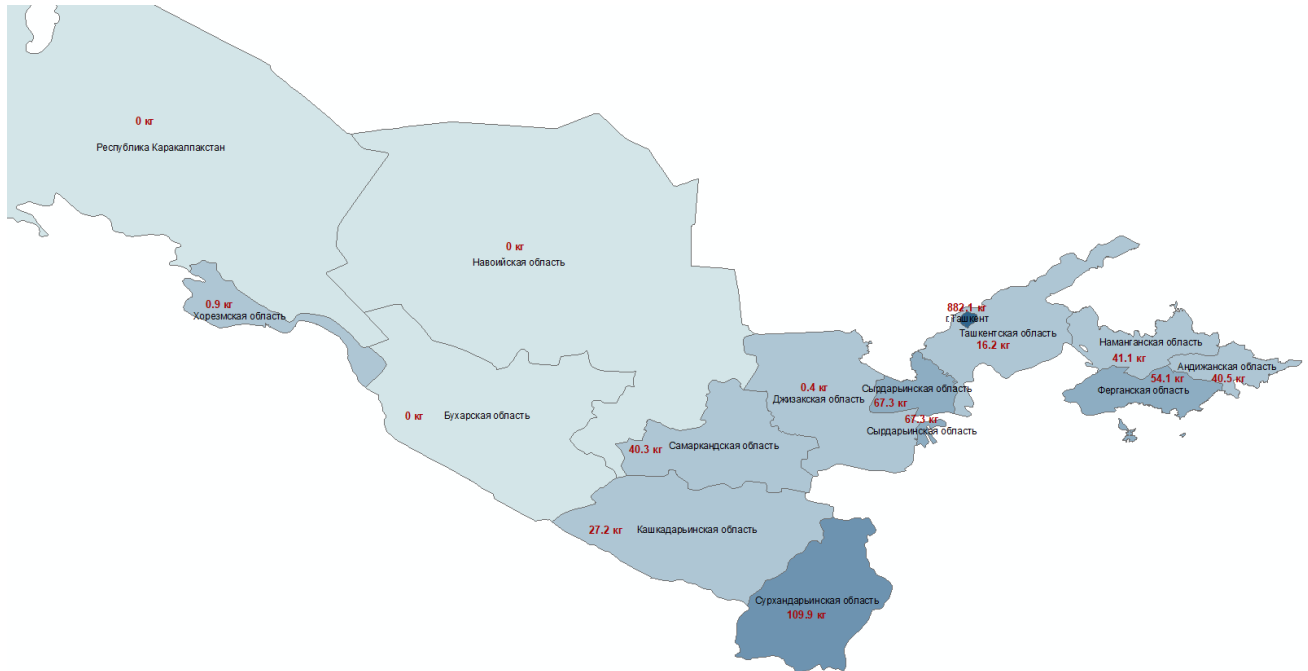 0 кг
Республика Каракалпакстан
0 кг
Навоийская область
0.9 кг
Хорезмская область
882.1 кг
г.Ташкент
Ташкентская область
16.2 кг
Наманганская область
41.1 кг
Андижанская область
40.5 кг
54.1 кг
Ферганская область
0.4 кг
Джизакская область
Сырдарьинская область
67.3 кг
67.3 кг
Сырдарьинская область
0 кг
Бухарская область
40.3 кг
Самаркандская область
27.2 кг
Кашкадарьинская область
Сурхандарьинская область
109.9 кг